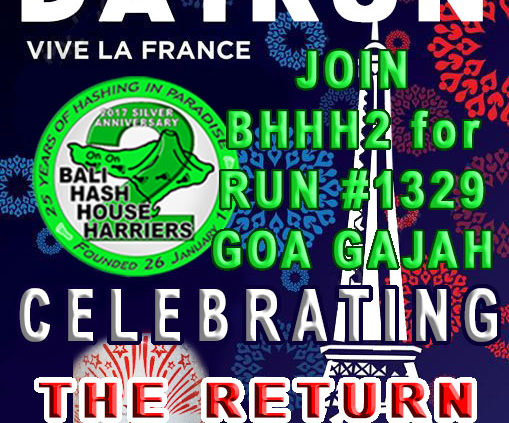 VIVE LA FRANCE
JOIN
BHHH2 for
RUN #1329
GOA GAJAH
25 YEARS OF HASHING IN PARADISE
2017 SILVER
ANNIVERSARY
2
On On
BALI
HASH
HOUSE
HARRIERS
FOUNDED 26 JANUARY
CELEBRATING
THE RETURN